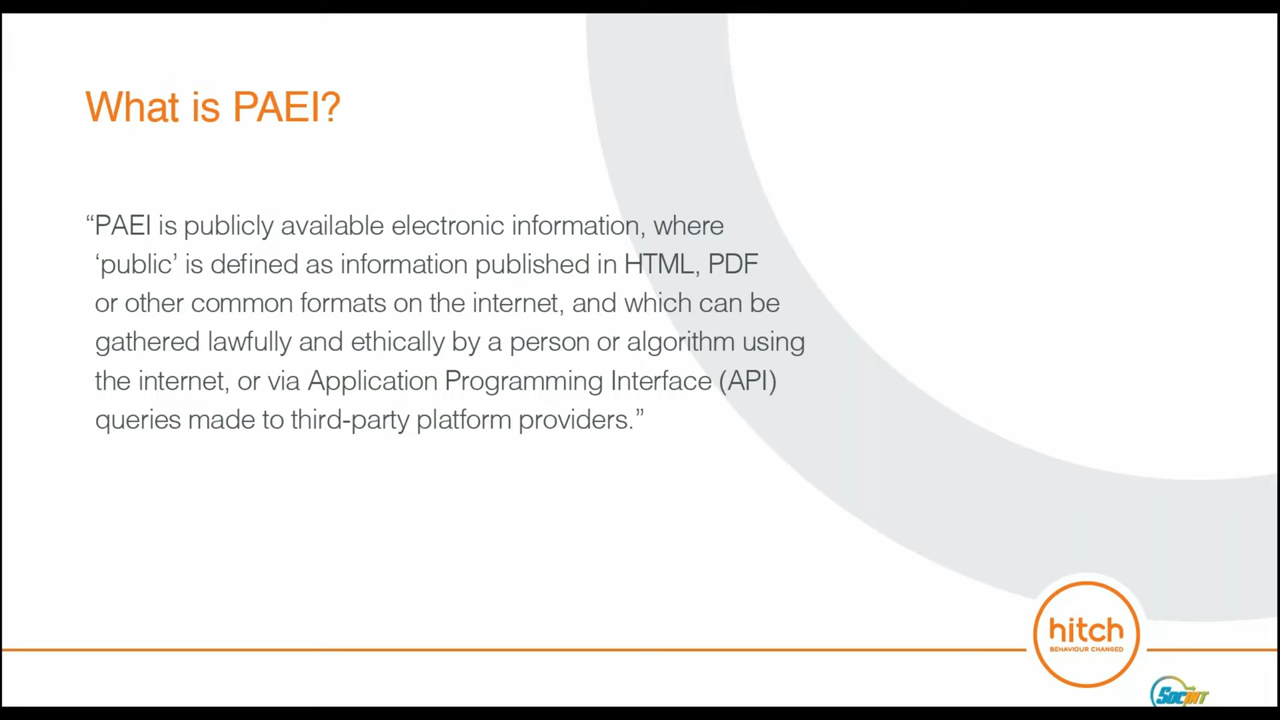 What is PAEI?
“PAEI is publicly available electronic information, where
‘public’ is defined as information published in HTML, PDF
or other common formats on the internet, and which can be
gathered lawfully and ethically by a person or algorithm using
the internet, or via Application Programming Interface (API)
queries made to third-party platform providers.”
hitch
BEHAVIOUR CHANGED